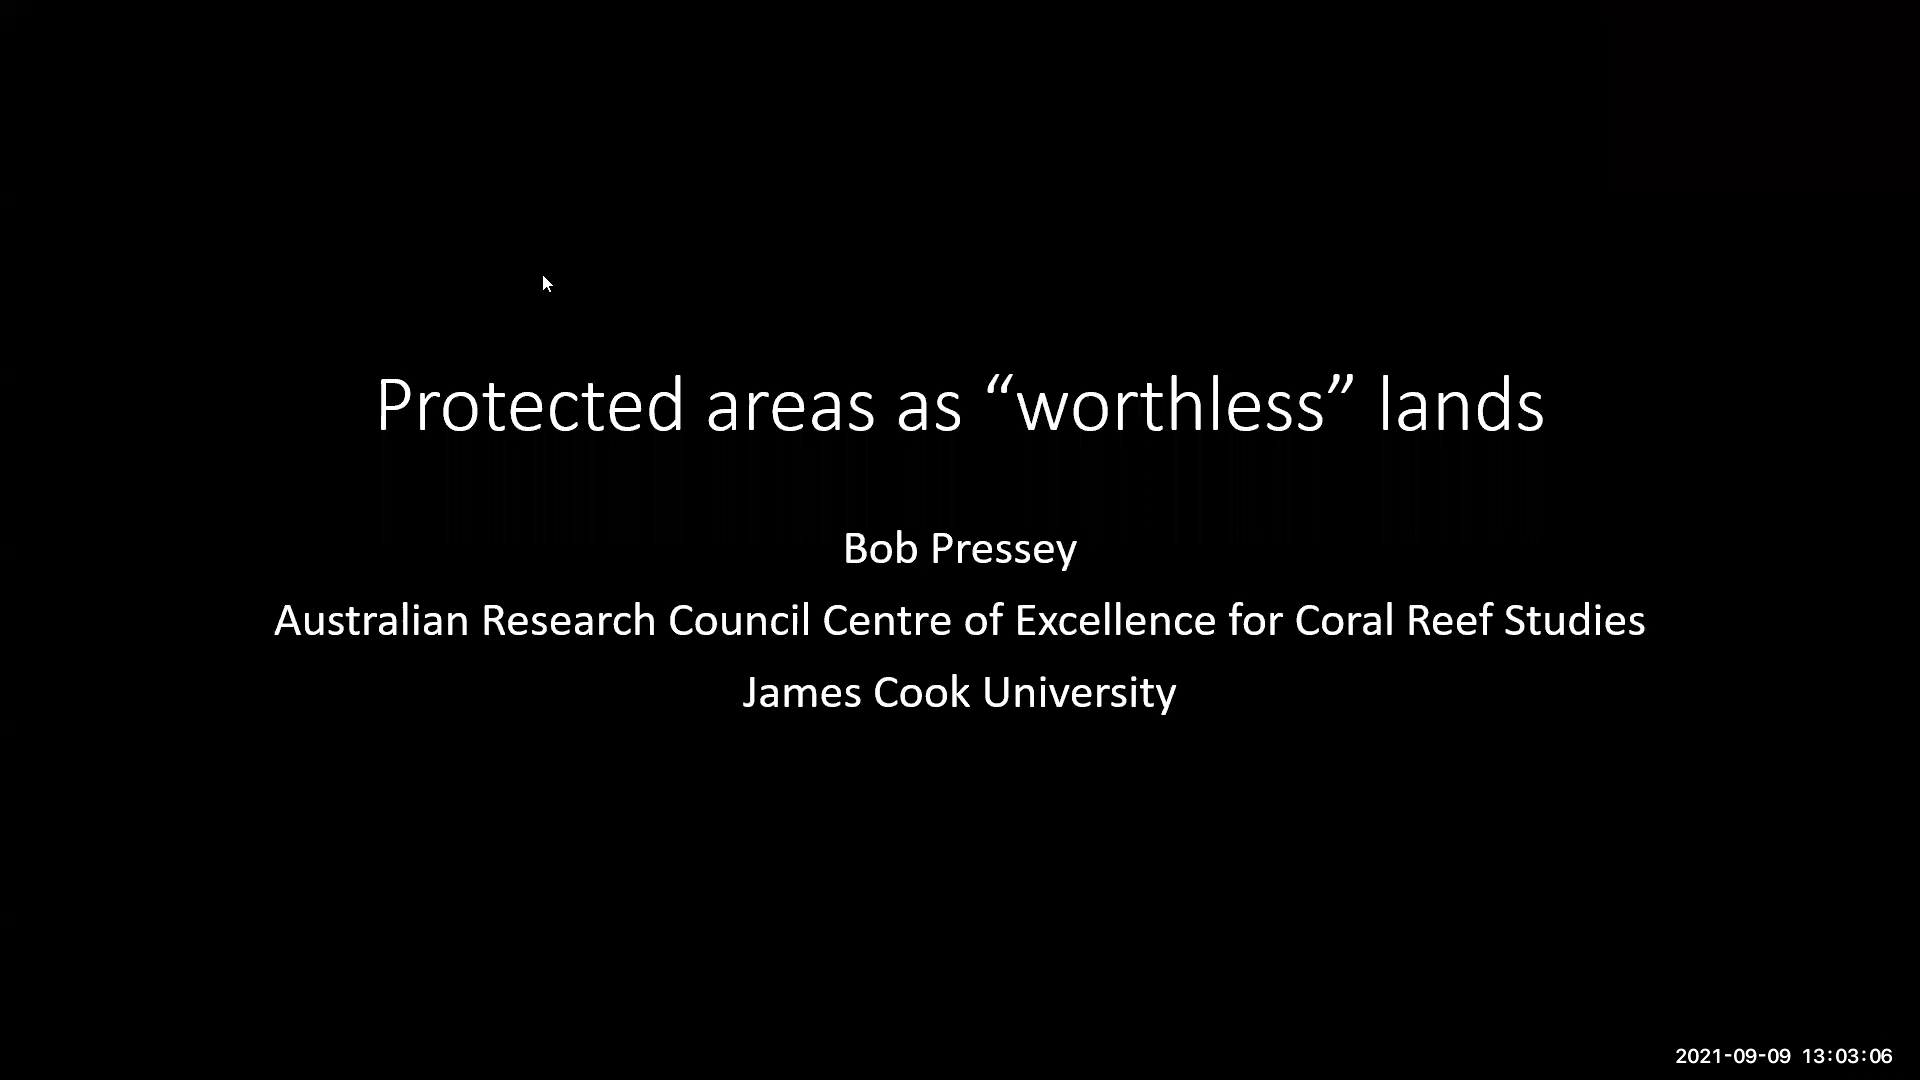 Protected areas as “worthless” lands
Bob Pressey
Australian Research Council Centre of Excellence for Coral Reef Studies
James Cook University
2021-09-09 13:03:06